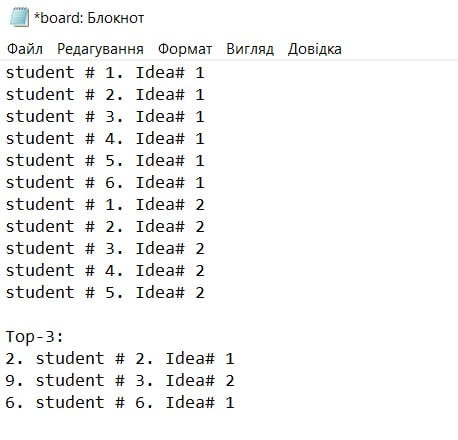 *board: Блокнот
Файл Редагування Формат Вигляд Довідка
student # 1. Idea# 1
student # 2. Idea# 1
student # 3. Idea# 1
student # 4. Idea# 1
student # 5. Idea# 1
student # 6. Idea# 1
student # 1. Idea# 2
student # 2. Idea# 2
student # 3. Idea# 2
student # 4. Idea# 2
student # 5. Idea# 2

Top-3:
2. student # 2. Idea# 1
9. student # 3. Idea# 2
6. student # 6. Idea# 1